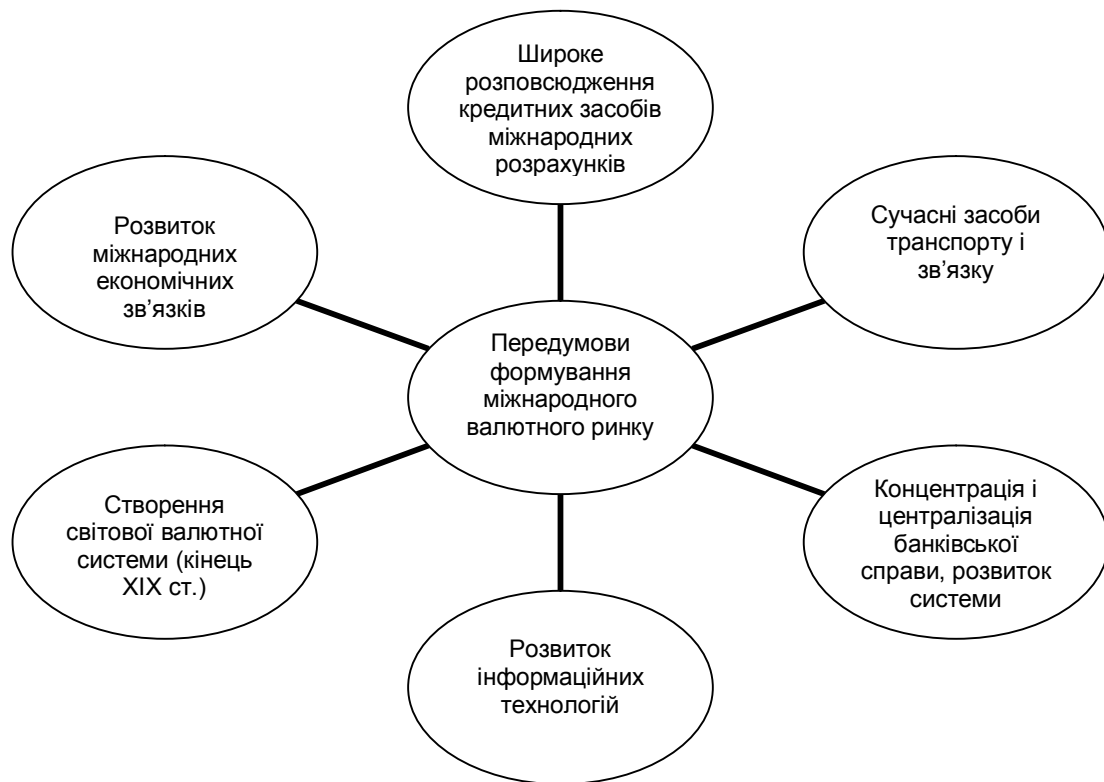 Широке
розповсюдження
кредитних засобів
міжнародних
розрахунків
Розвиток
міжнародних
економічних
зв’язків
Сучасні засоби
транспорту і
зв’язку
Передумови
формування
міжнародного
валютного ринку
Створення
світової валютної
системи (кінець
XIX ст.)
Концентрація і
централізація
банківської
справи, розвиток
системи
Розвиток
інформаційних
технологій